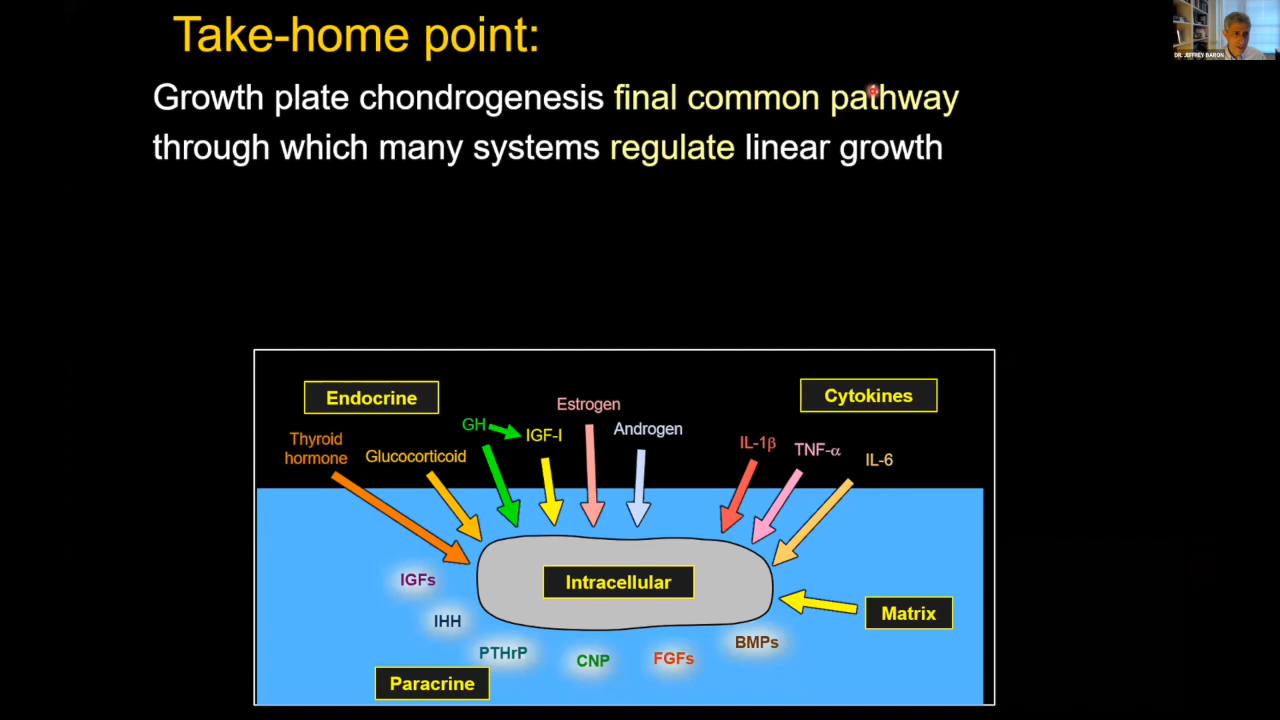 Take-home point:
DR. JEFFREY BARON
Growth plate chondrogenesis final common pathway
through which many systems regulate linear growth
Endocrine
Cytokines
Estrogen
GH
IGF-I
Androgen
Thyroid
hormone
Glucocorticoid
IL-1β
TNF-α
IL-6
IGFs
Intracellular
IHH
Matrix
PTHrP
CNP
FGFs
BMPs
Paracrine